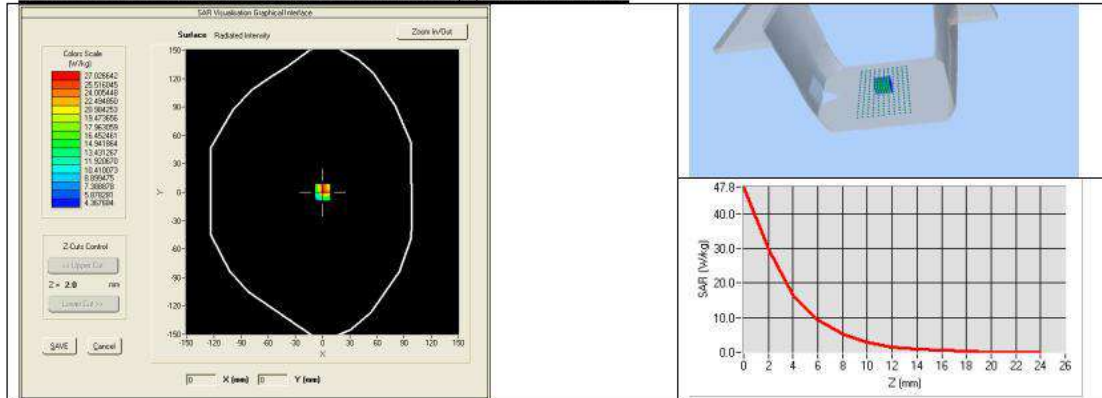 SAR Visualisation Graphical Interface
Surface Radiated Intensity
Zoom In/Out
Colors Scale
(W/kg)
27.026642
25.516045
24.005448
22.494850
20.984253
19.473656
17.963059
16.452461
14.941864
13.431267
11.920670
10.410073
8.899475
7.388878
5.878281
4.367684
Z-Cuts Control
<< Upper Cut
Z = 2.0 mm
Lower Cut >>
SAVE Cancel
150
120
90
60
30
0
-30
-60
-90
-120
-150
Y
-150 -120 -90 -60 -30 0 30 60 90 120 150
X
0 X (mm) 0 Y (mm)
47.8
40.0
30.0
20.0
10.0
0.0
SAR (W/kg)
0 2 4 6 8 10 12 14 16 18 20 22 24 26
Z (mm)